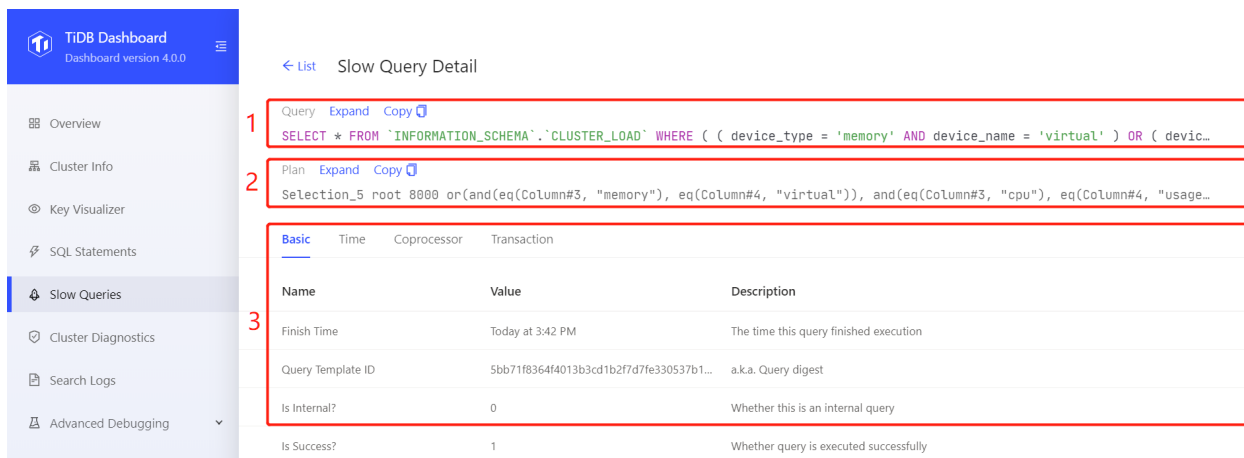 TiDB Dashboard
Dashboard version 4.0.0
Overview
Cluster Info
Key Visualizer
SQL Statements
Slow Queries
Cluster Diagnostics
Search Logs
Advanced Debugging
← List Slow Query Detail
1
Query Expand Copy
SELECT * FROM `INFORMATION_SCHEMA`.`CLUSTER_LOAD` WHERE ( ( device_type = 'memory' AND device_name = 'virtual' ) OR ( devic…
2
Plan Expand Copy
Selection_5 root 8000 or(and(eq(Column#3, "memory"), eq(Column#4, "virtual")), and(eq(Column#3, "cpu"), eq(Column#4, "usage…
3
Basic Time Coprocessor Transaction
Name Value Description
Finish Time Today at 3:42 PM The time this query finished execution
Query Template ID 5bb71f8364f4013b3cd1b2f7d7fe330537b1... a.k.a. Query digest
Is Internal? 0 Whether this is an internal query
Is Success? 1 Whether query is executed successfully